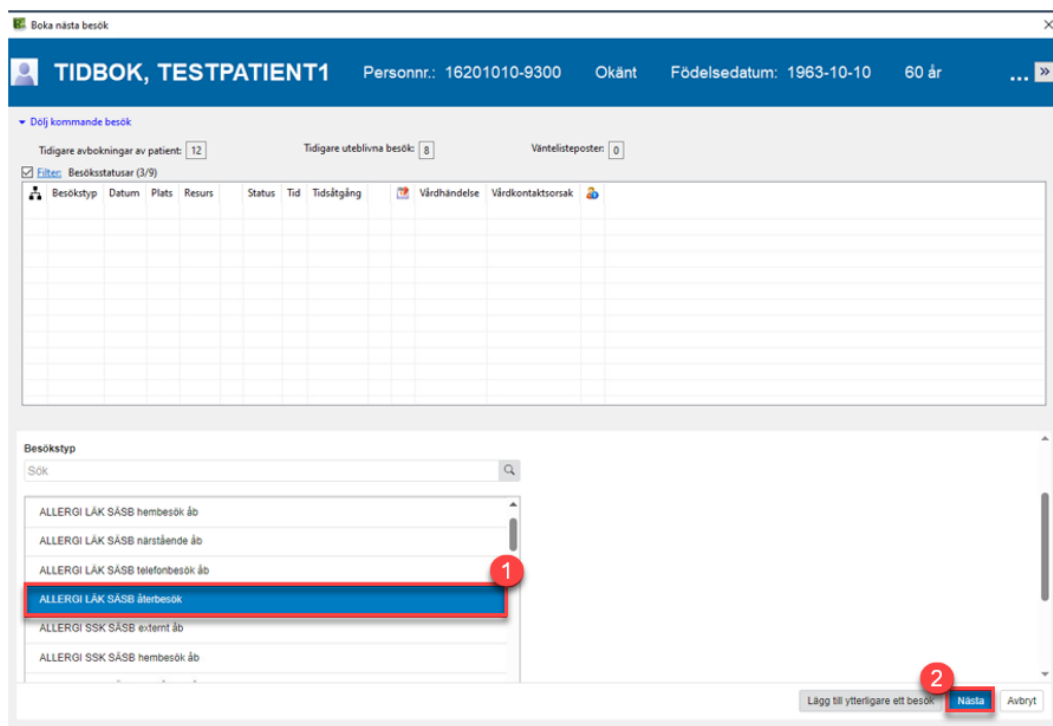 Boka nästa besök
TIDBOK, TESTPATIENT1 Personnr.: 16201010-9300 Okänt Födelsedatum: 1963-10-10 60 år ...
Dölj kommande besök
Tidigare avbokningar av patient: 12 Tidigare uteblivna besök: 8 Väntelisteposter: 0
Filter: Besöksstatusar (3/9)
Besökstyp Datum Plats Resurs Status Tid Tidsåtgång Vårdhändelse Vårdkontaktsorsak
Besökstyp
Sök
ALLERGI LÄK SÄSB hembesök åb
ALLERGI LÄK SÄSB närstående åb
ALLERGI LÄK SÄSB telefonbesök åb
1
ALLERGI LÄK SÄSB återbesök
ALLERGI SSK SÄSB externt åb
ALLERGI SSK SÄSB hembesök åb
2
Lägg till ytterligare ett besök Nästa Avbryt